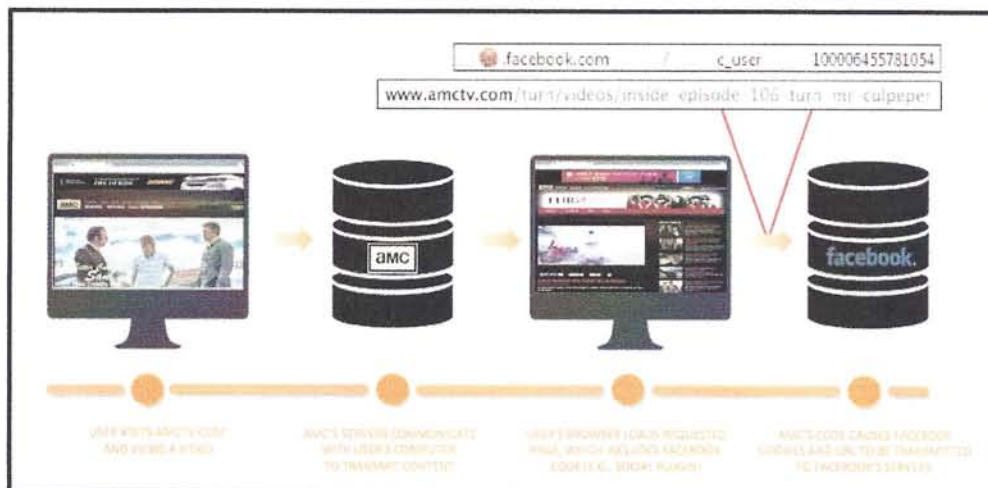 .facebook.com / c_user 100006455781054
www.amctv.com/turn/videos/inside episode 106 turn mr culpeper
AMC
aMC
facebook.
USER VISITS AMCTV.COM
AND VIEWS A VIDEO
AMC'S SERVERS COMMUNICATE
WITH USER'S COMPUTER
TO TRANSMIT CONTENT
USER'S BROWSER LOADS REQUESTED
PAGE, WHICH INCLUDES FACEBOOK
CODE (E.G., SOCIAL PLUGIN)
AMC'S CODE CAUSES FACEBOOK
COOKIES AND URL TO BE TRANSMITTED
TO FACEBOOK'S SERVERS